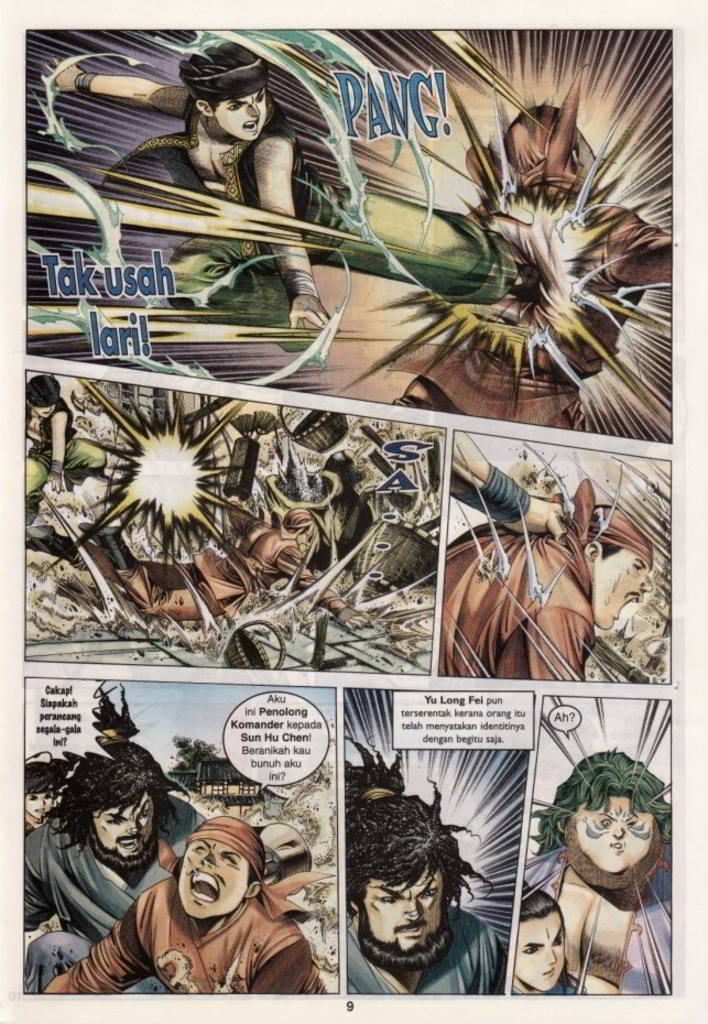 PANG!
Tak usah
lari!
SA...
Cakap!
Siapakah
perancang
segala-gala
ini?
Aku
ini Penolong
Komander kepada
Sun Hu Chen!
Beranikah kau
bunuh aku
ini?
Yu Long Fei pun
terserentak kerana orang itu
telah menyatakan identitinya
dengan begitu saja.
Ah?
9